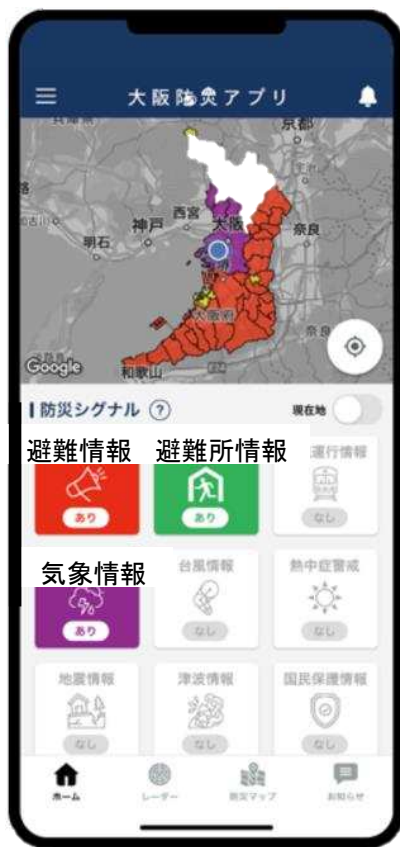 大阪防災アプリ
京都
神戸
西宮
大阪
奈良
明石
堺
大阪府
和歌山
Google
防災シグナル ?
現在地
避難情報
避難所情報
運行情報
あり
あり
なし
気象情報
台風情報
熱中症警戒
あり
なし
なし
地震情報
津波情報
国民保護情報
なし
なし
なし
ホーム
レーダー
防災マップ
お知らせ